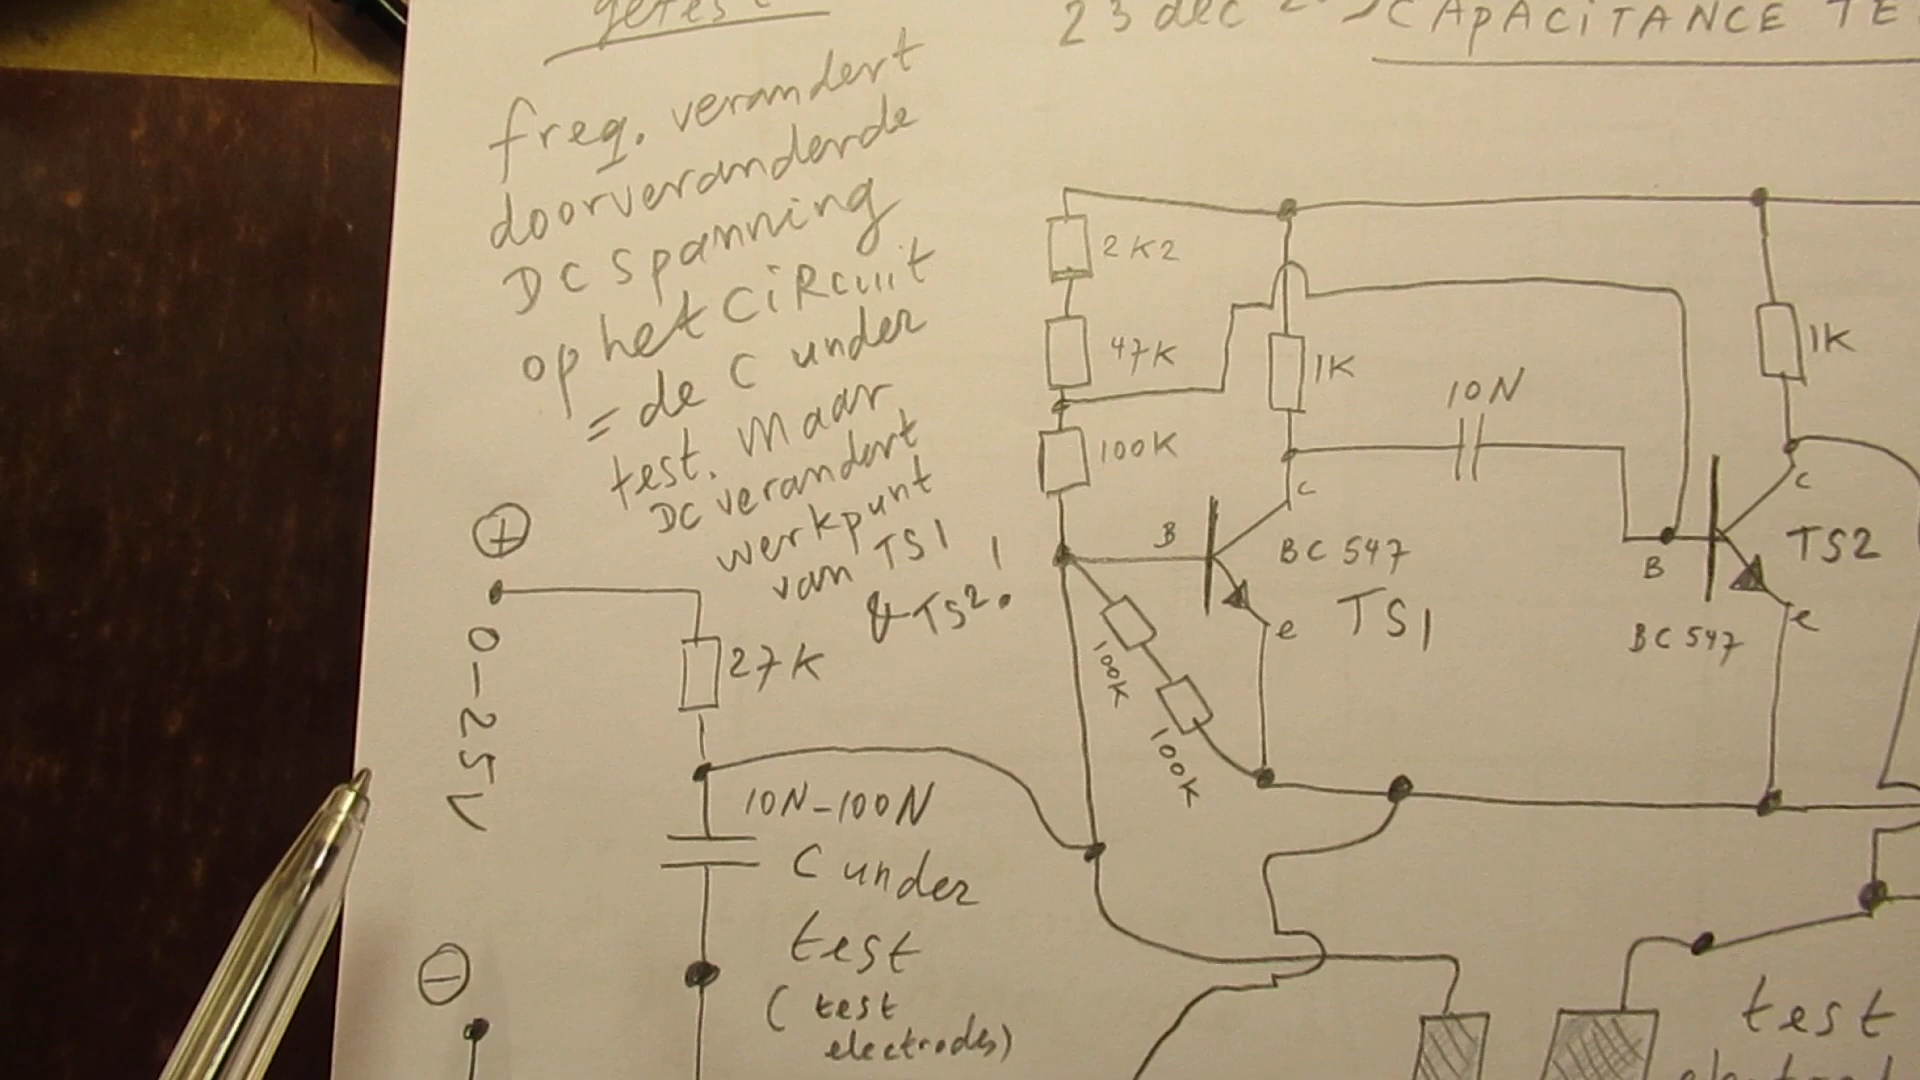 getest
23 dec
CAPACITANCE TE
freq. verandert
door veranderde
DC spanning
op het CiRcuit
= de C under
test. Maar
DC verandert
werkpunt
van TS1
& TS2!
2K2
47K
100K
1K
10N
1K
B
C
BC 547
TS1
e
100K
100K
B
C
TS2
e
BC 547
+
0-25V
-
27K
10N-100N
C under
test
(test
electrodes)
test